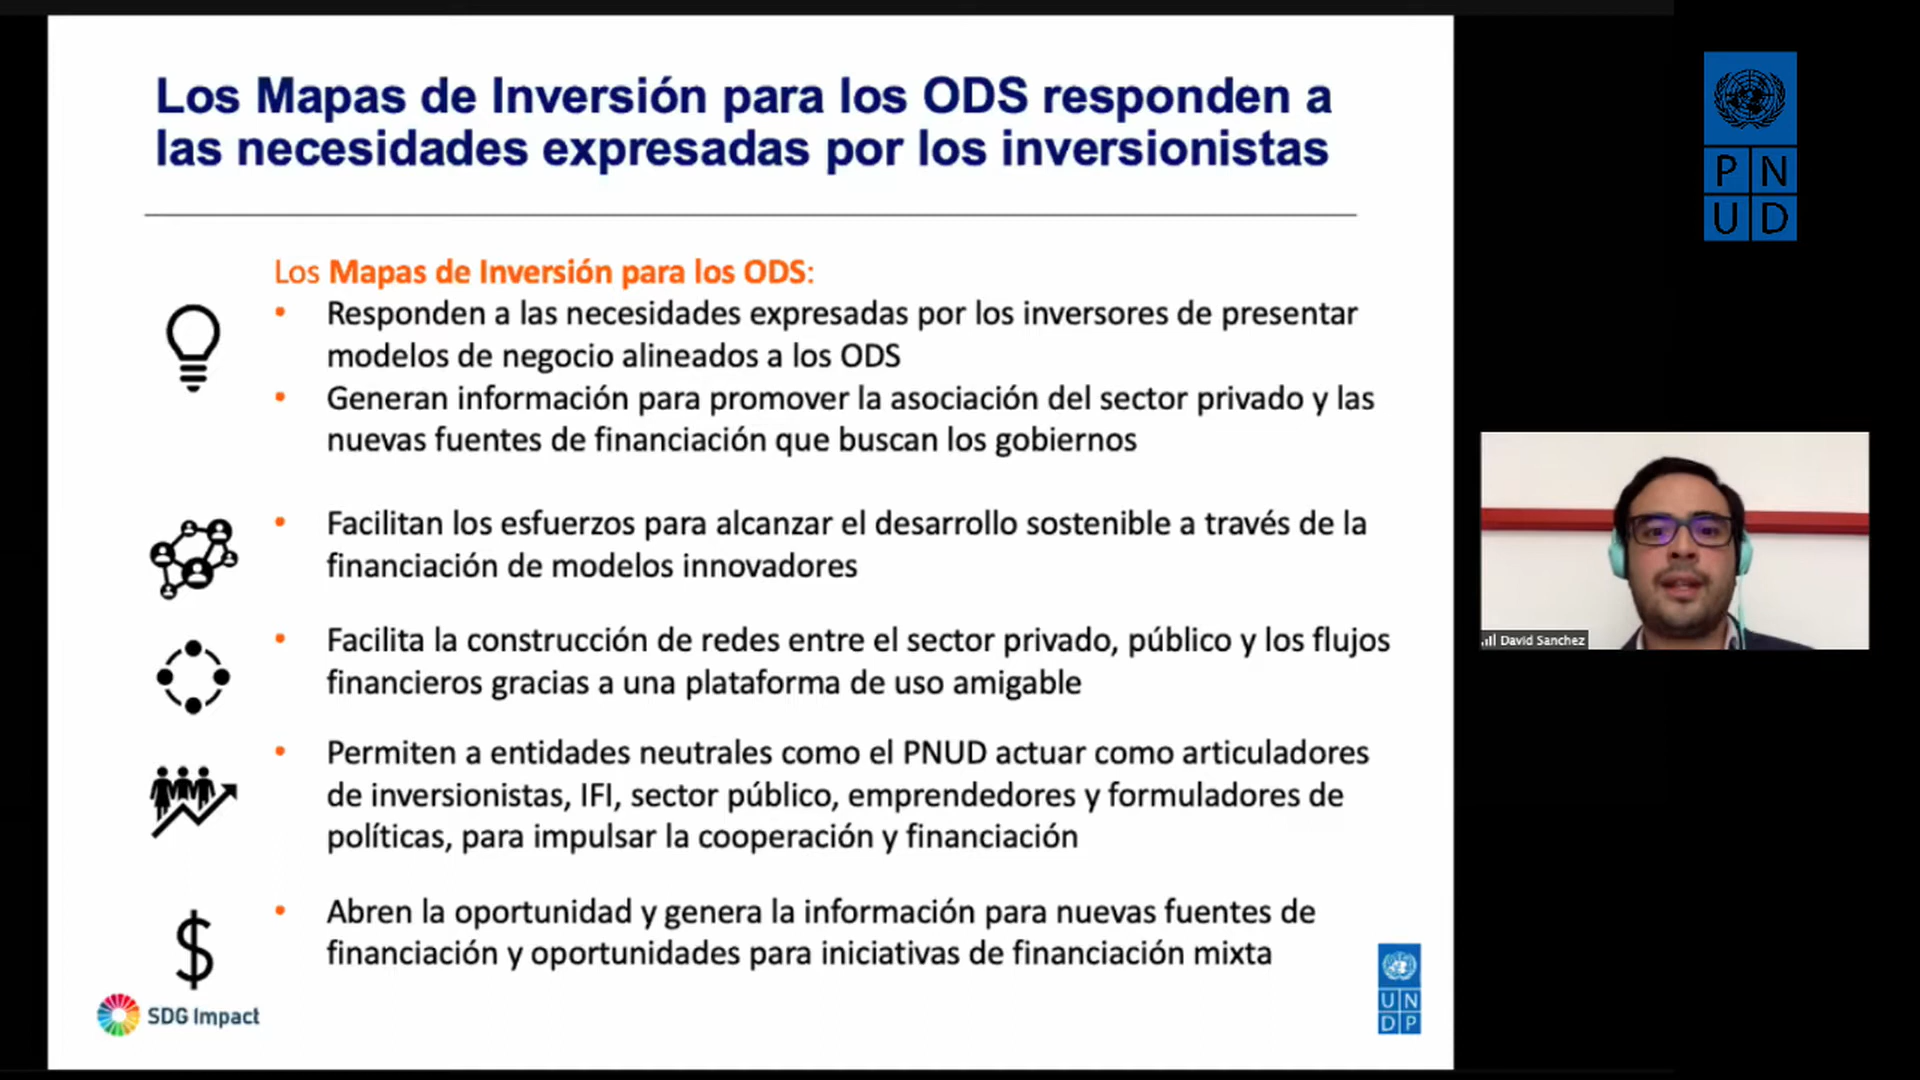 Los Mapas de Inversión para los ODS responden a
las necesidades expresadas por los inversionistas
Los Mapas de Inversión para los ODS:
• Responden a las necesidades expresadas por los inversores de presentar
modelos de negocio alineados a los ODS
• Generan información para promover la asociación del sector privado y las
nuevas fuentes de financiación que buscan los gobiernos
• Facilitan los esfuerzos para alcanzar el desarrollo sostenible a través de la
financiación de modelos innovadores
• Facilita la construcción de redes entre el sector privado, público y los flujos
financieros gracias a una plataforma de uso amigable
• Permiten a entidades neutrales como el PNUD actuar como articuladores
de inversionistas, IFI, sector público, emprendedores y formuladores de
políticas, para impulsar la cooperación y financiación
• Abren la oportunidad y genera la información para nuevas fuentes de
financiación y oportunidades para iniciativas de financiación mixta
$
SDG Impact
U N
D P
P N
U D
David Sanchez